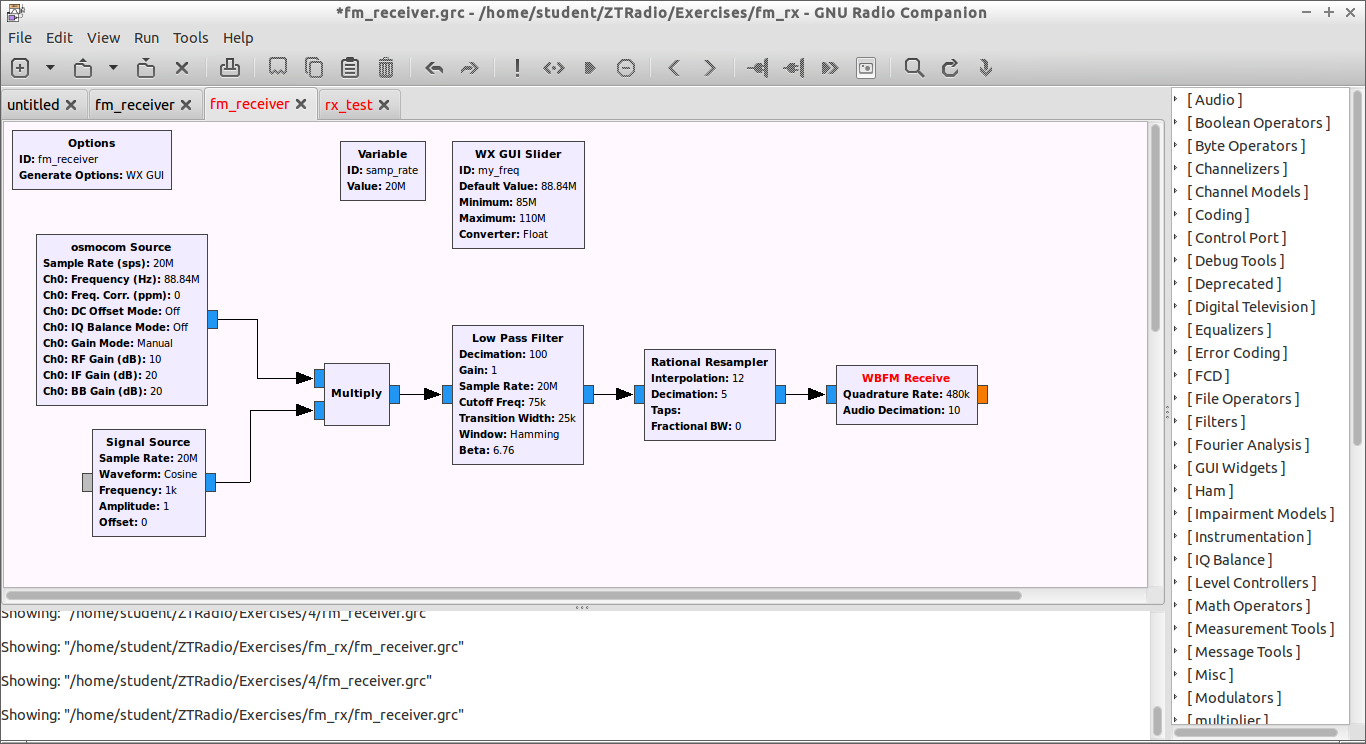 *fm_receiver.grc - /home/student/ZTRadio/Exercises/fm_rx - GNU Radio Companion
File Edit View Run Tools Help
untitled fm_receiver fm_receiver rx_test
Options
ID: fm_receiver
Generate Options: WX GUI
Variable
ID: samp_rate
Value: 20M
WX GUI Slider
ID: my_freq
Default Value: 88.84M
Minimum: 85M
Maximum: 110M
Converter: Float
osmocom Source
Sample Rate (sps): 20M
Ch0: Frequency (Hz): 88.84M
Ch0: Freq. Corr. (ppm): 0
Ch0: DC Offset Mode: Off
Ch0: IQ Balance Mode: Off
Ch0: Gain Mode: Manual
Ch0: RF Gain (dB): 10
Ch0: IF Gain (dB): 20
Ch0: BB Gain (dB): 20
Signal Source
Sample Rate: 20M
Waveform: Cosine
Frequency: 1k
Amplitude: 1
Offset: 0
Multiply
Low Pass Filter
Decimation: 100
Gain: 1
Sample Rate: 20M
Cutoff Freq: 75k
Transition Width: 25k
Window: Hamming
Beta: 6.76
Rational Resampler
Interpolation: 12
Decimation: 5
Taps:
Fractional BW: 0
WBFM Receive
Quadrature Rate: 480k
Audio Decimation: 10
[ Audio ]
[ Boolean Operators ]
[ Byte Operators ]
[ Channelizers ]
[ Channel Models ]
[ Coding ]
[ Control Port ]
[ Debug Tools ]
[ Deprecated ]
[ Digital Television ]
[ Equalizers ]
[ Error Coding ]
[ FCD ]
[ File Operators ]
[ Filters ]
[ Fourier Analysis ]
[ GUI Widgets ]
[ Ham ]
[ Impairment Models ]
[ Instrumentation ]
[ IQ Balance ]
[ Level Controllers ]
[ Math Operators ]
[ Measurement Tools ]
[ Message Tools ]
[ Misc ]
[ Modulators ]
[ multiplier ]
Showing: "/home/student/ZTRadio/Exercises/4/fm_receiver.grc"
Showing: "/home/student/ZTRadio/Exercises/fm_rx/fm_receiver.grc"
Showing: "/home/student/ZTRadio/Exercises/4/fm_receiver.grc"
Showing: "/home/student/ZTRadio/Exercises/fm_rx/fm_receiver.grc"